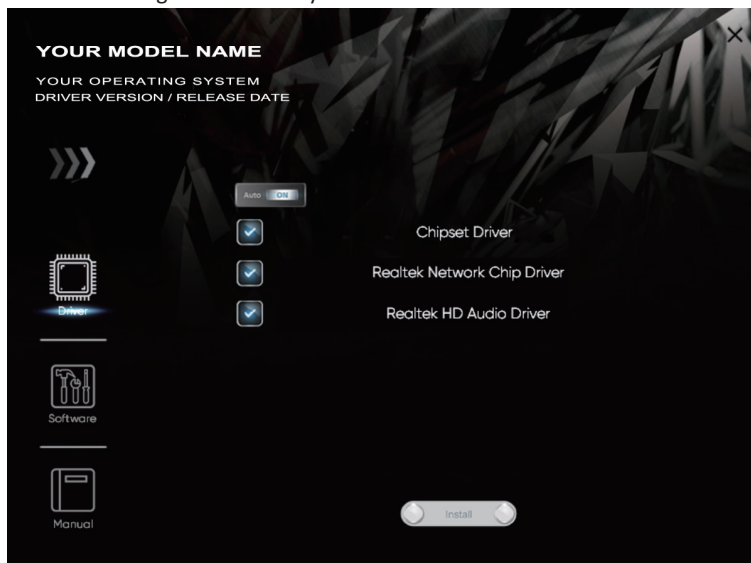 YOUR MODEL NAME
YOUR OPERATING SYSTEM
DRIVER VERSION / RELEASE DATE
Auto ON
Chipset Driver
Realtek Network Chip Driver
Realtek HD Audio Driver
Driver
Software
Manual
Install